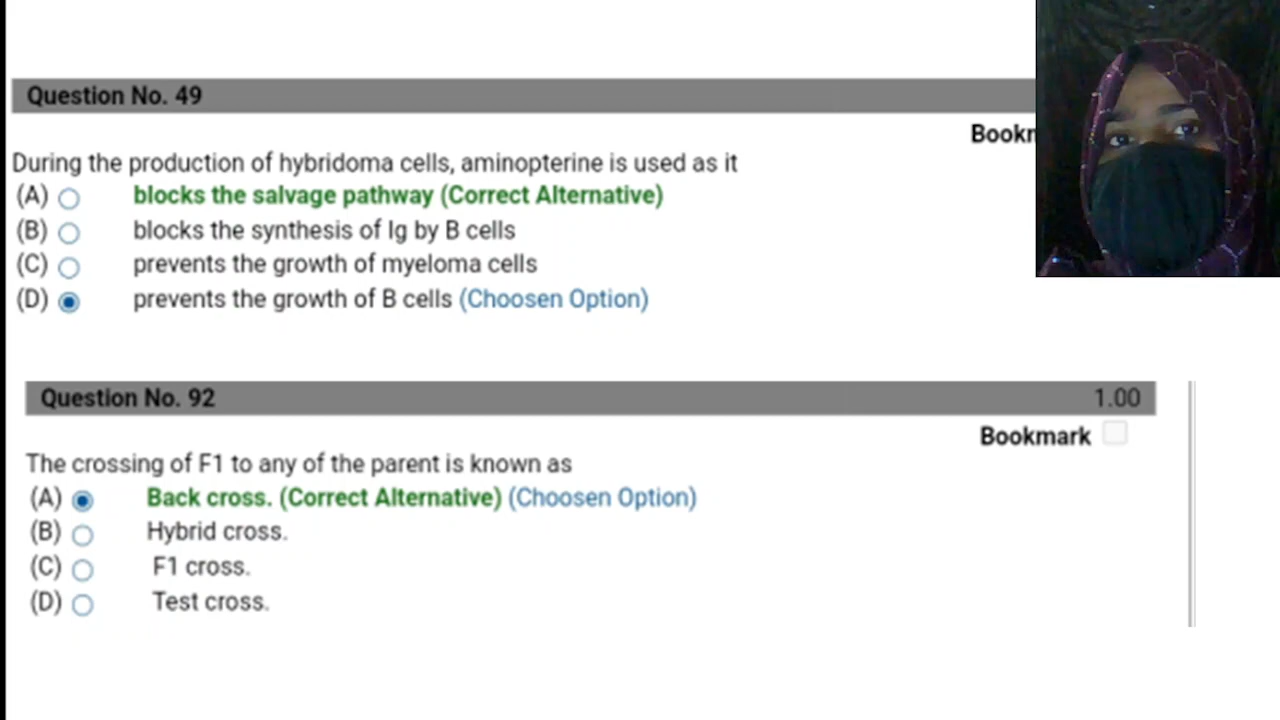 Question No. 49
During the production of hybridoma cells, aminopterine is used as it
(A) blocks the salvage pathway (Correct Alternative)
(B) blocks the synthesis of Ig by B cells
(C) prevents the growth of myeloma cells
(D) prevents the growth of B cells (Choosen Option)
Question No. 92 1.00
Bookmark
The crossing of F1 to any of the parent is known as
(A) Back cross. (Correct Alternative) (Choosen Option)
(B) Hybrid cross.
(C) F1 cross.
(D) Test cross.